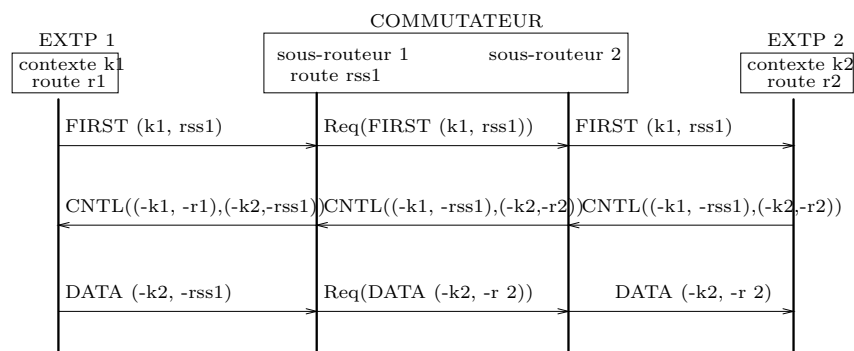 COMMUTATEUR
EXTP 1
EXTP 2
contexte k1
route r1
sous-routeur 1
route rss1
sous-routeur 2
contexte k2
route r2
FIRST (k1, rss1)
Req(FIRST (k1, rss1))
FIRST (k1, rss1)
CNTL((-k1, -r1),(-k2,-rss1))
CNTL((-k1, -rss1),(-k2,-r2))
CNTL((-k1, -rss1),(-k2,-r2))
DATA (-k2, -rss1)
Req(DATA (-k2, -r 2))
DATA (-k2, -r 2)